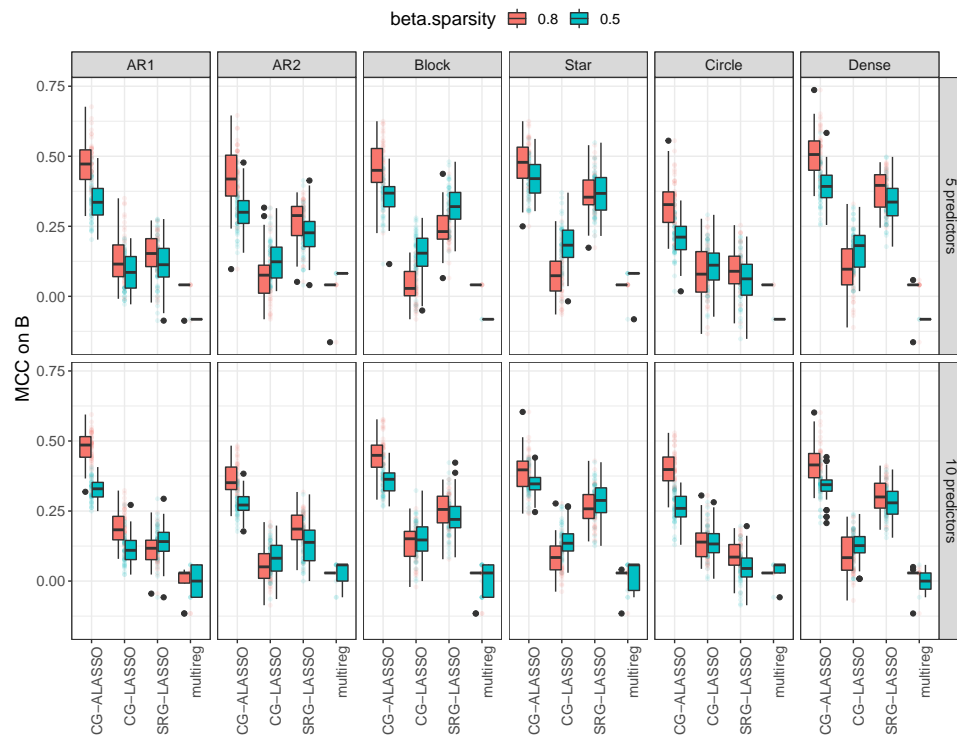 beta.sparsity 0.8 0.5
AR1 AR2 Block Star Circle Dense
MCC on B
0.75
0.50
0.25
0.00
5 predictors
0.75
0.50
0.25
0.00
10 predictors
CG−ALASSO CG−LASSO SRG−LASSO multireg CG−ALASSO CG−LASSO SRG−LASSO multireg CG−ALASSO CG−LASSO SRG−LASSO multireg CG−ALASSO CG−LASSO SRG−LASSO multireg CG−ALASSO CG−LASSO SRG−LASSO multireg CG−ALASSO CG−LASSO SRG−LASSO multireg